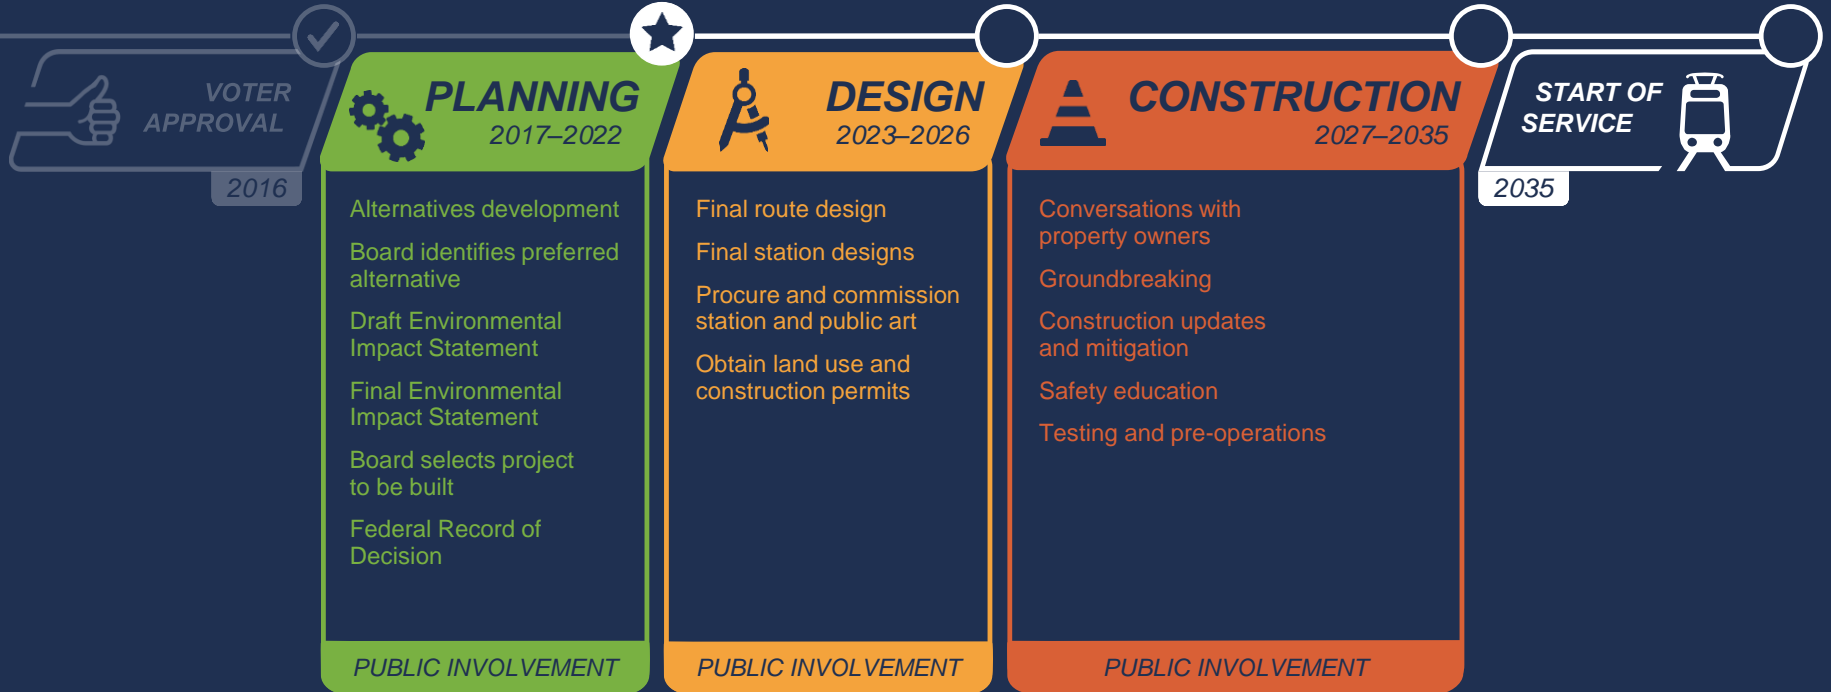 VOTER
APPROVAL
2016
PLANNING
2017–2022
Alternatives development
Board identifies preferred
alternative
Draft Environmental
Impact Statement
Final Environmental
Impact Statement
Board selects project
to be built
Federal Record of
Decision
PUBLIC INVOLVEMENT
DESIGN
2023–2026
Final route design
Final station designs
Procure and commission
station and public art
Obtain land use and
construction permits
PUBLIC INVOLVEMENT
CONSTRUCTION
2027–2035
Conversations with
property owners
Groundbreaking
Construction updates
and mitigation
Safety education
Testing and pre-operations
PUBLIC INVOLVEMENT
START OF
SERVICE
2035